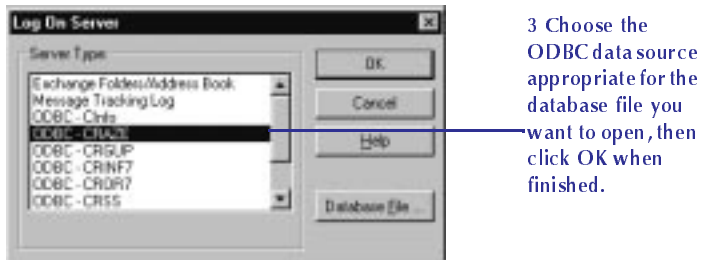 Log On Server
Server Type:
Exchange Folders/Address Book
Message Tracking Log
ODBC - CInfo
ODBC - CRAZE
ODBC - CRGUP
ODBC - CRINF7
ODBC - CROR7
ODBC - CRSS
OK
Cancel
Help
Database File ...
3 Choose the
ODBC data source
appropriate for the
database file you
want to open, then
click OK when
finished.